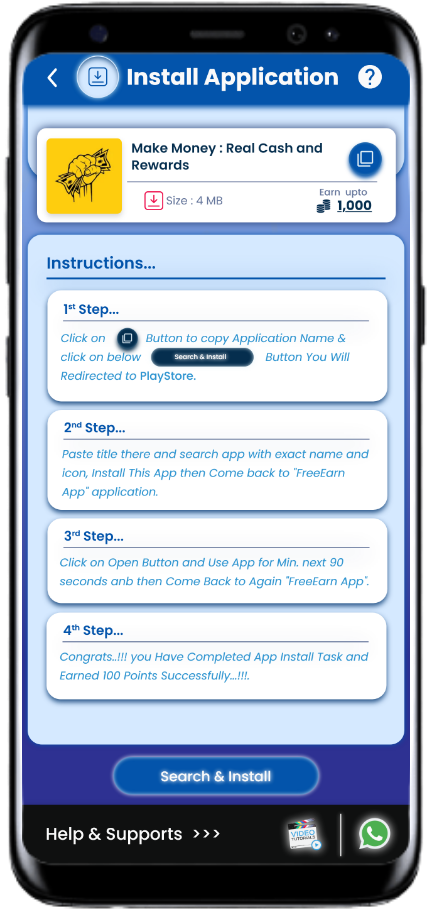 Install Application
?
Make Money : Real Cash and
Rewards
Size : 4 MB
Earn upto
1,000
Instructions...
1st Step...
Click on Button to copy Application Name &
click on below Search & Install Button You Will
Redirected to PlayStore.
2nd Step...
Paste title there and search app with exact name and
icon, Install This App then Come back to "FreeEarn
App" application.
3rd Step...
Click on Open Button and Use App for Min. next 90
seconds anb then Come Back to Again "FreeEarn App".
4th Step...
Congrats..!!! you Have Completed App Install Task and
Earned 100 Points Successfully...!!!.
Search & Install
Help & Supports >>>
VIDEO
TUTORIALS